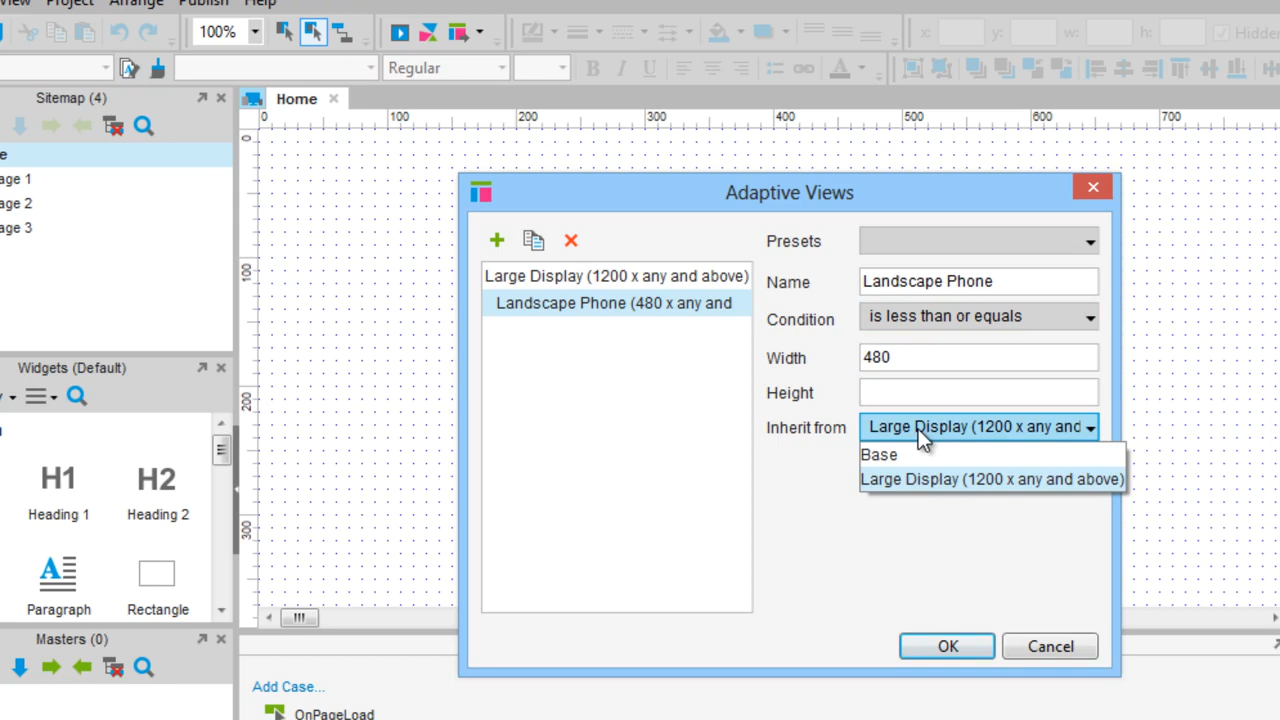 Project Arrange Publish Help
100%
x: y: w: h: Hidden
Regular
B I U A
Sitemap (4)
Home
0 100 200 300 400 500 600 700
0
100
200
300
e
age 1
age 2
age 3
Widgets (Default)
H1 H2
Heading 1 Heading 2
A
Paragraph Rectangle
Masters (0)
Adaptive Views
Large Display (1200 x any and above)
Landscape Phone (480 x any and
Presets
Name Landscape Phone
Condition is less than or equals
Width 480
Height
Inherit from Large Display (1200 x any and
Base
Large Display (1200 x any and above)
OK Cancel
Add Case...
OnPageLoad